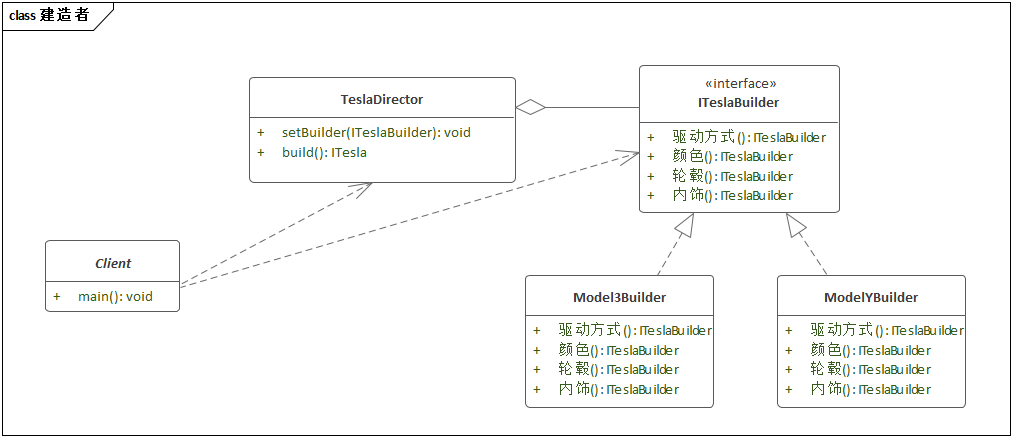 class 建造者
TeslaDirector
+ setBuilder(ITeslaBuilder): void
+ build(): ITesla
«interface»
ITeslaBuilder
+ 驱动方式(): ITeslaBuilder
+ 颜色(): ITeslaBuilder
+ 轮毂(): ITeslaBuilder
+ 内饰(): ITeslaBuilder
Client
+ main(): void
Model3Builder
+ 驱动方式(): ITeslaBuilder
+ 颜色(): ITeslaBuilder
+ 轮毂(): ITeslaBuilder
+ 内饰(): ITeslaBuilder
ModelYBuilder
+ 驱动方式(): ITeslaBuilder
+ 颜色(): ITeslaBuilder
+ 轮毂(): ITeslaBuilder
+ 内饰(): ITeslaBuilder